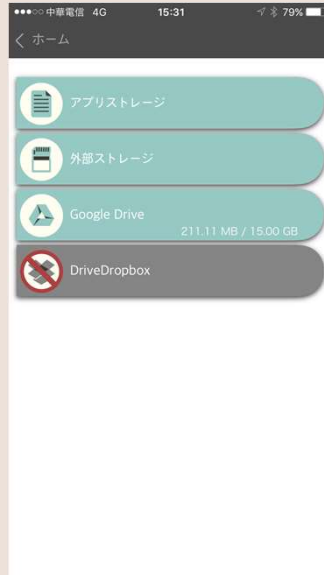 中華電信 4G 15:31 79%
ホーム
アプリストレージ
外部ストレージ
Google Drive
211.11 MB / 15.00 GB
DriveDropbox